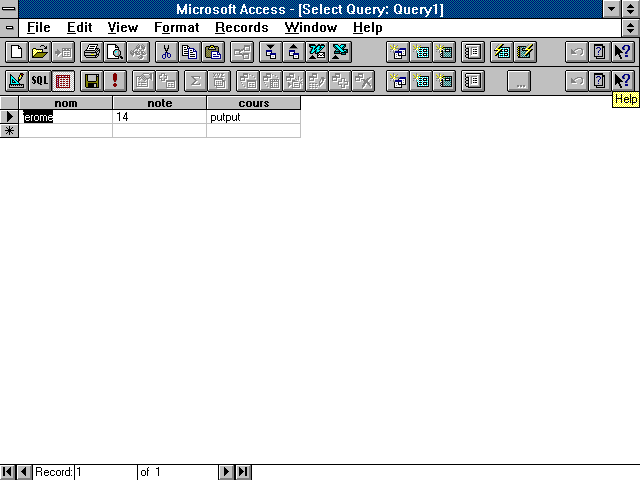 Microsoft Access - [Select Query: Query1]
File Edit View Format Records Window Help
SQL
Help
nom note cours
jerome 14 putput
Record: 1 of 1